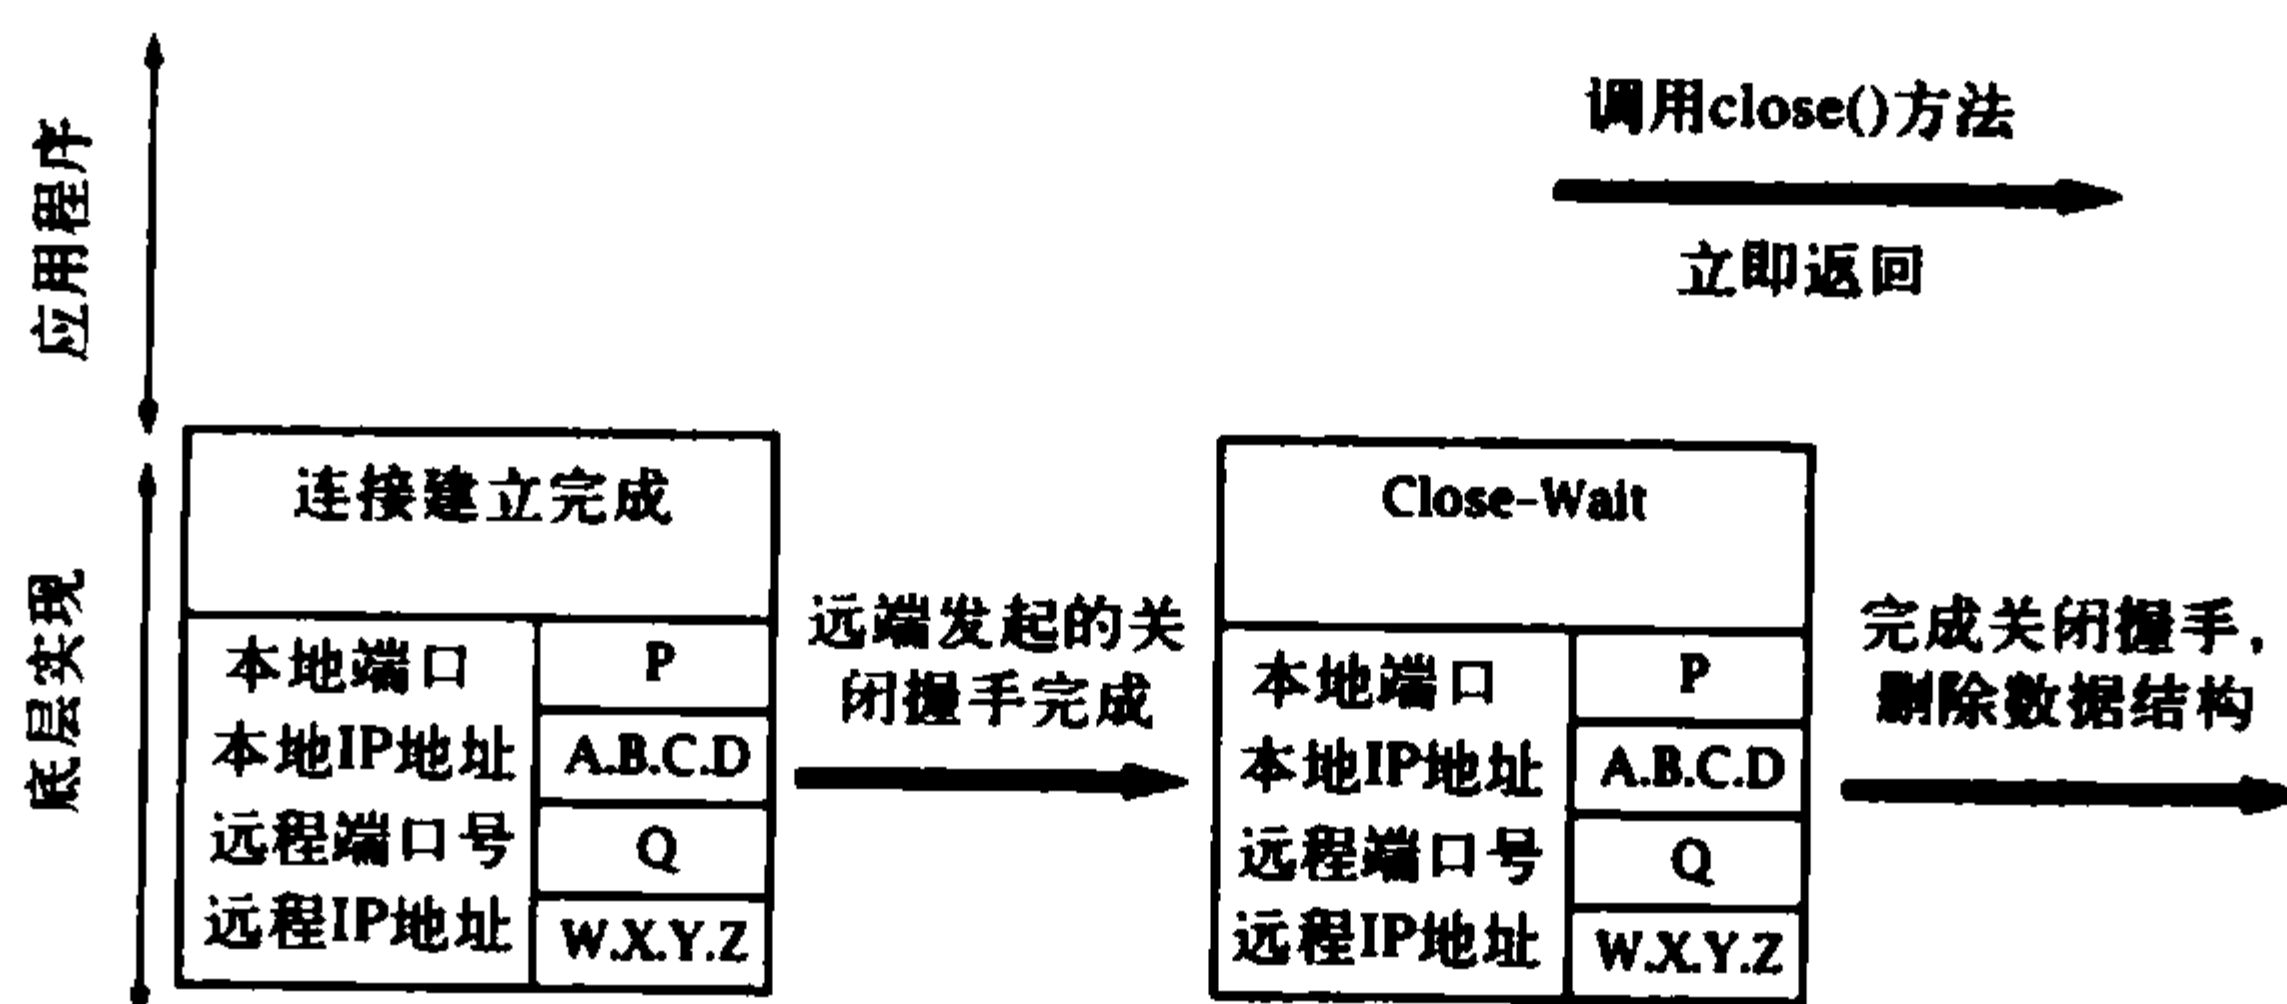 应用程序
调用close()方法
立即返回
底层实现
连接建立完成
本地端口 P
本地IP地址 A.B.C.D
远程端口号 Q
远程IP地址 W.X.Y.Z
远端发起的关
闭握手完成
Close-Wait
本地端口 P
本地IP地址 A.B.C.D
远程端口号 Q
远程IP地址 W.X.Y.Z
完成关闭握手,
删除数据结构